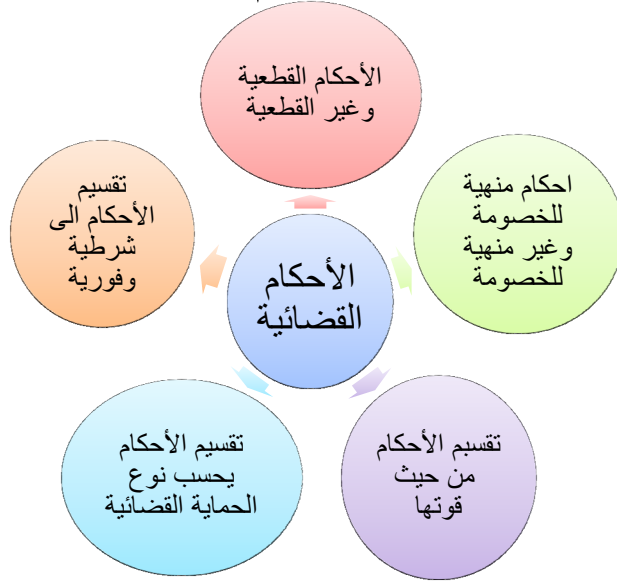 الأحكام القطعية
وغير القطعية
احكام منهية
للخصومة
وغير منهية
للخصومة
تقسيم
الأحكام الى
شرطية
وفورية
الأحكام
القضائية
تقسيم الأحكام
يحسب نوع
الحماية القضائية
تقسبم الأحكام
من حيث
قوتها